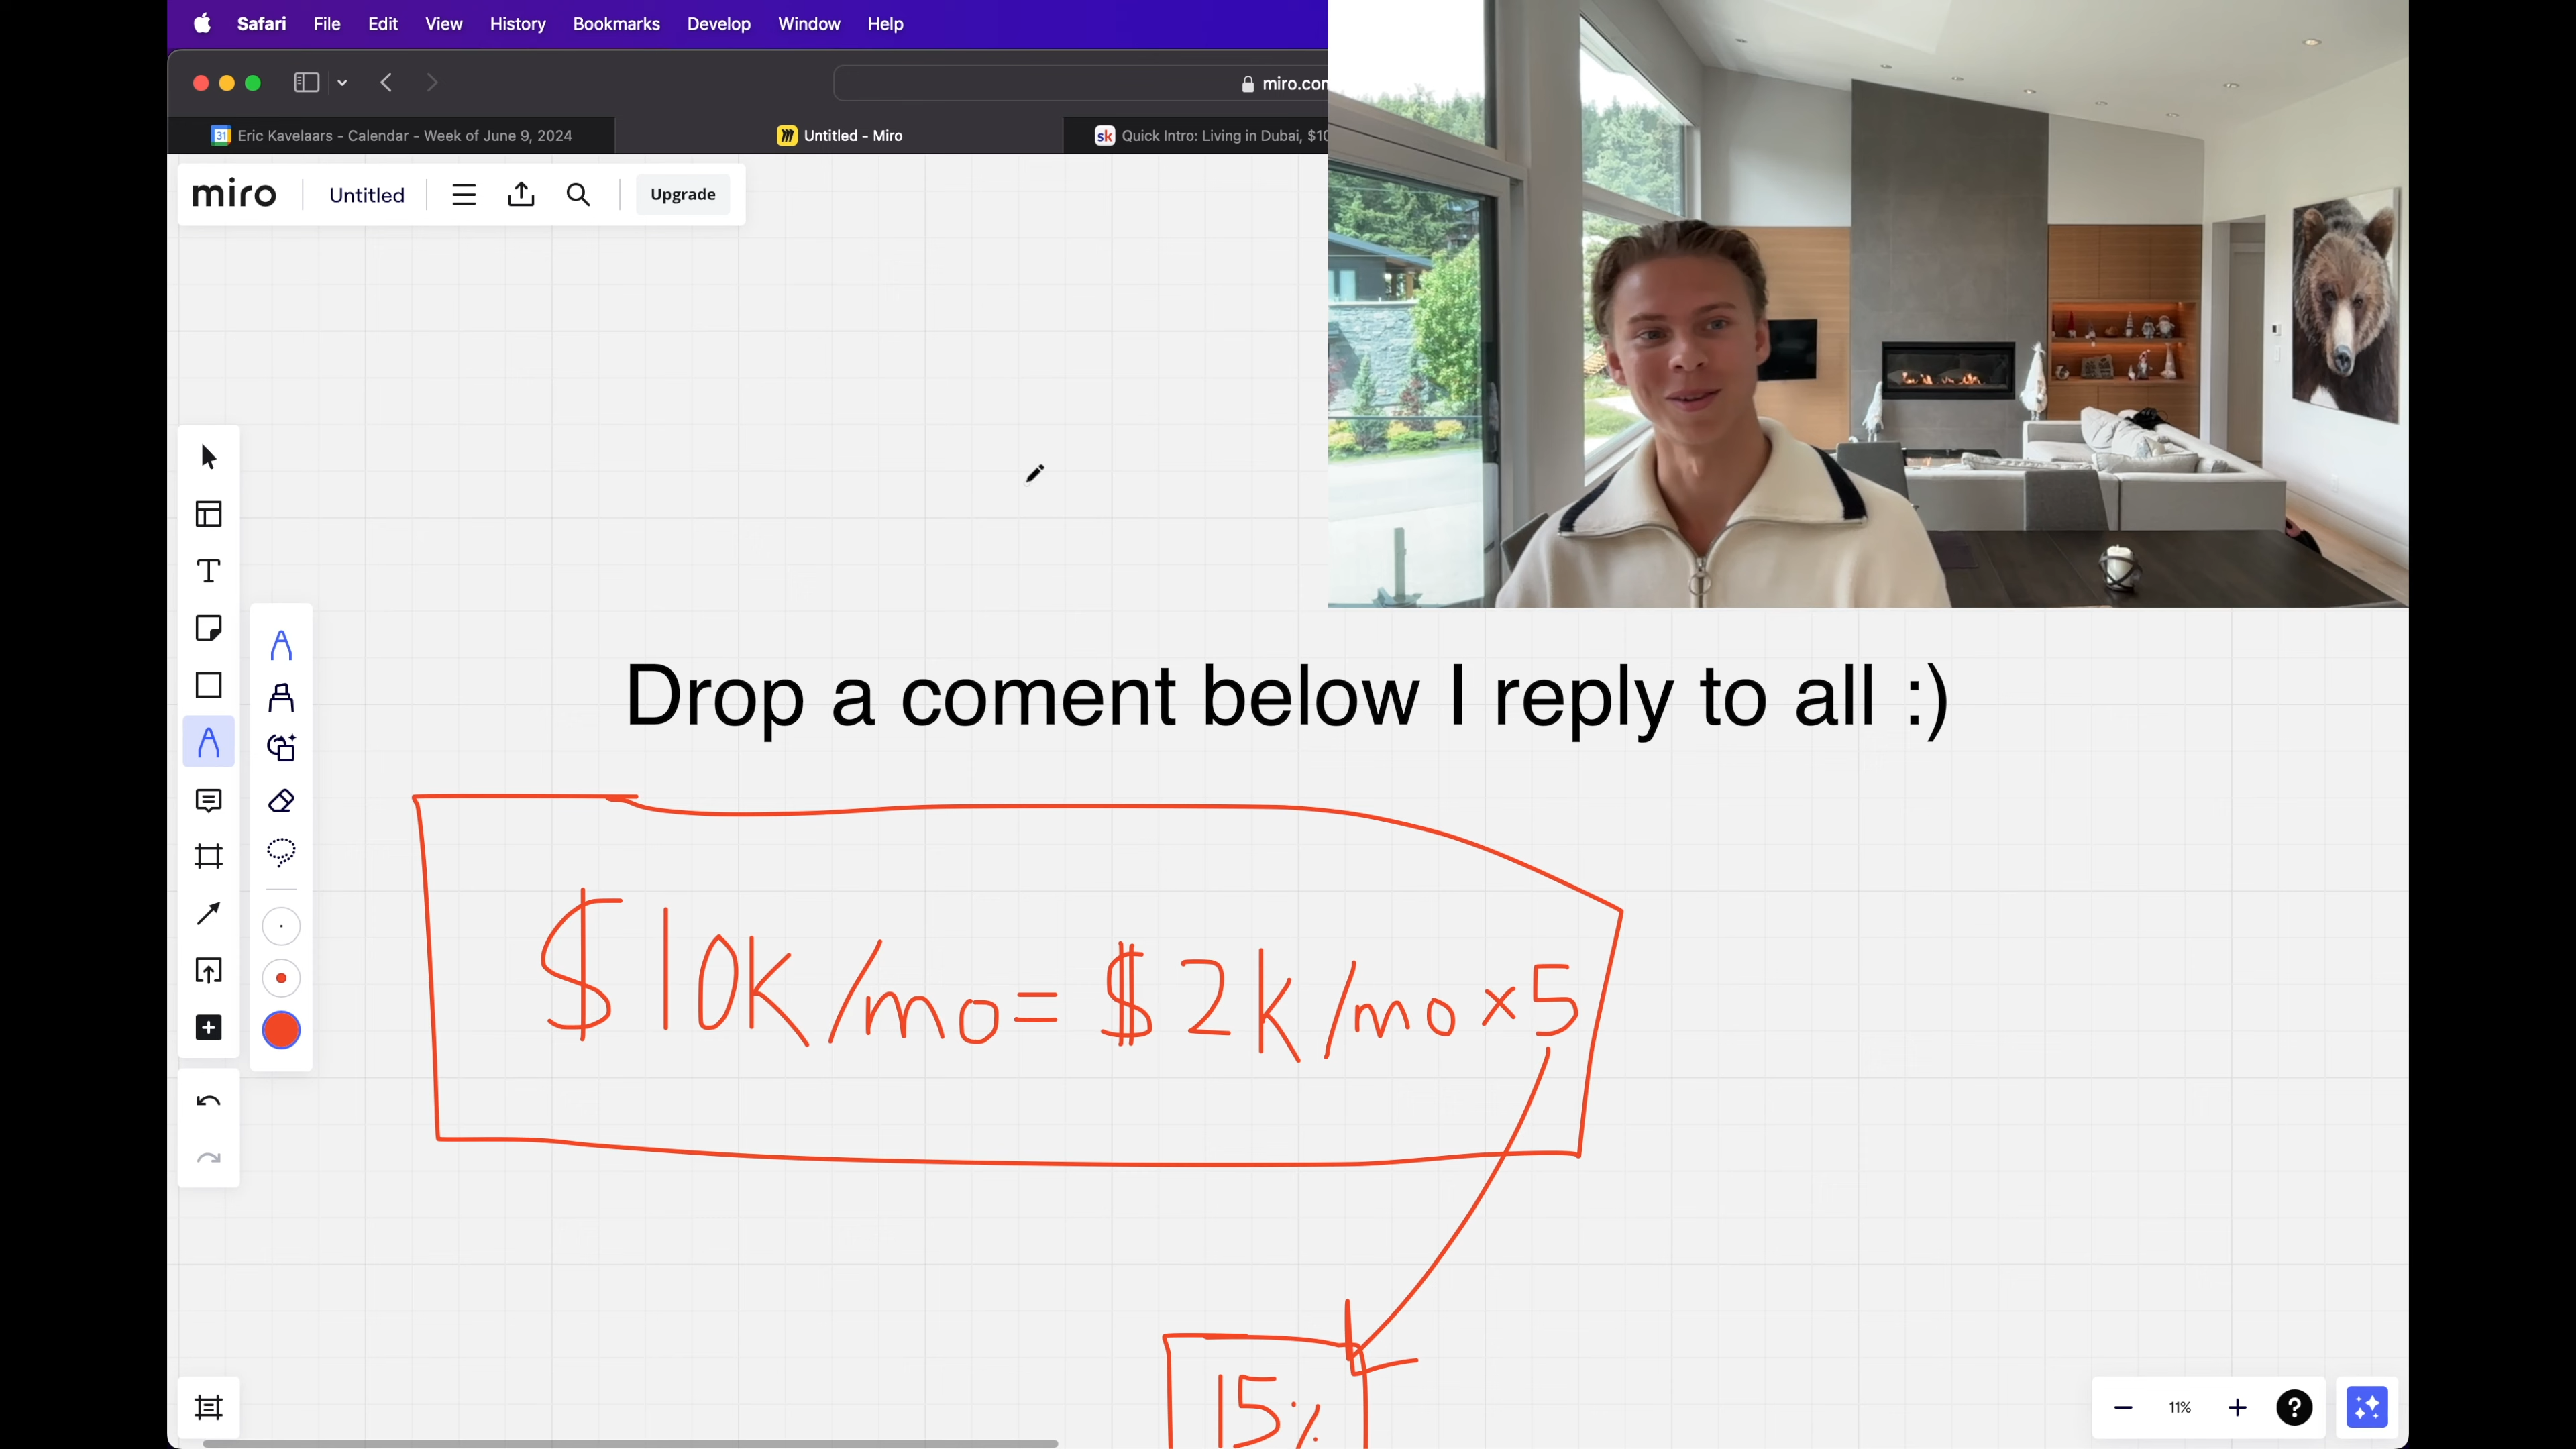 Safari File Edit View History Bookmarks Develop Window Help
miro.con
Eric Kavelaars - Calendar - Week of June 9, 2024
Untitled - Miro
Quick Intro: Living in Dubai, $10
miro Untitled Upgrade
Drop a coment below I reply to all :)
$10K/mo = $2K/mo x5
15%
11%